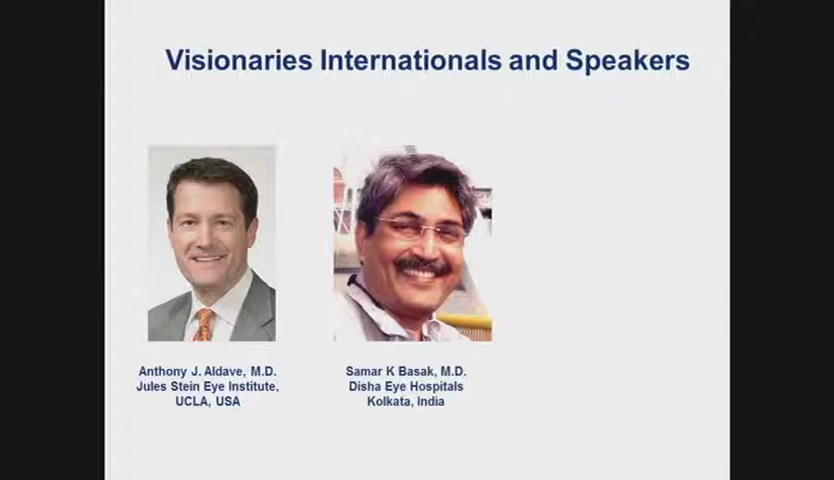 Visionaries Internationals and Speakers
Anthony J. Aldave, M.D.
Jules Stein Eye Institute,
UCLA, USA
Samar K Basak, M.D.
Disha Eye Hospitals
Kolkata, India